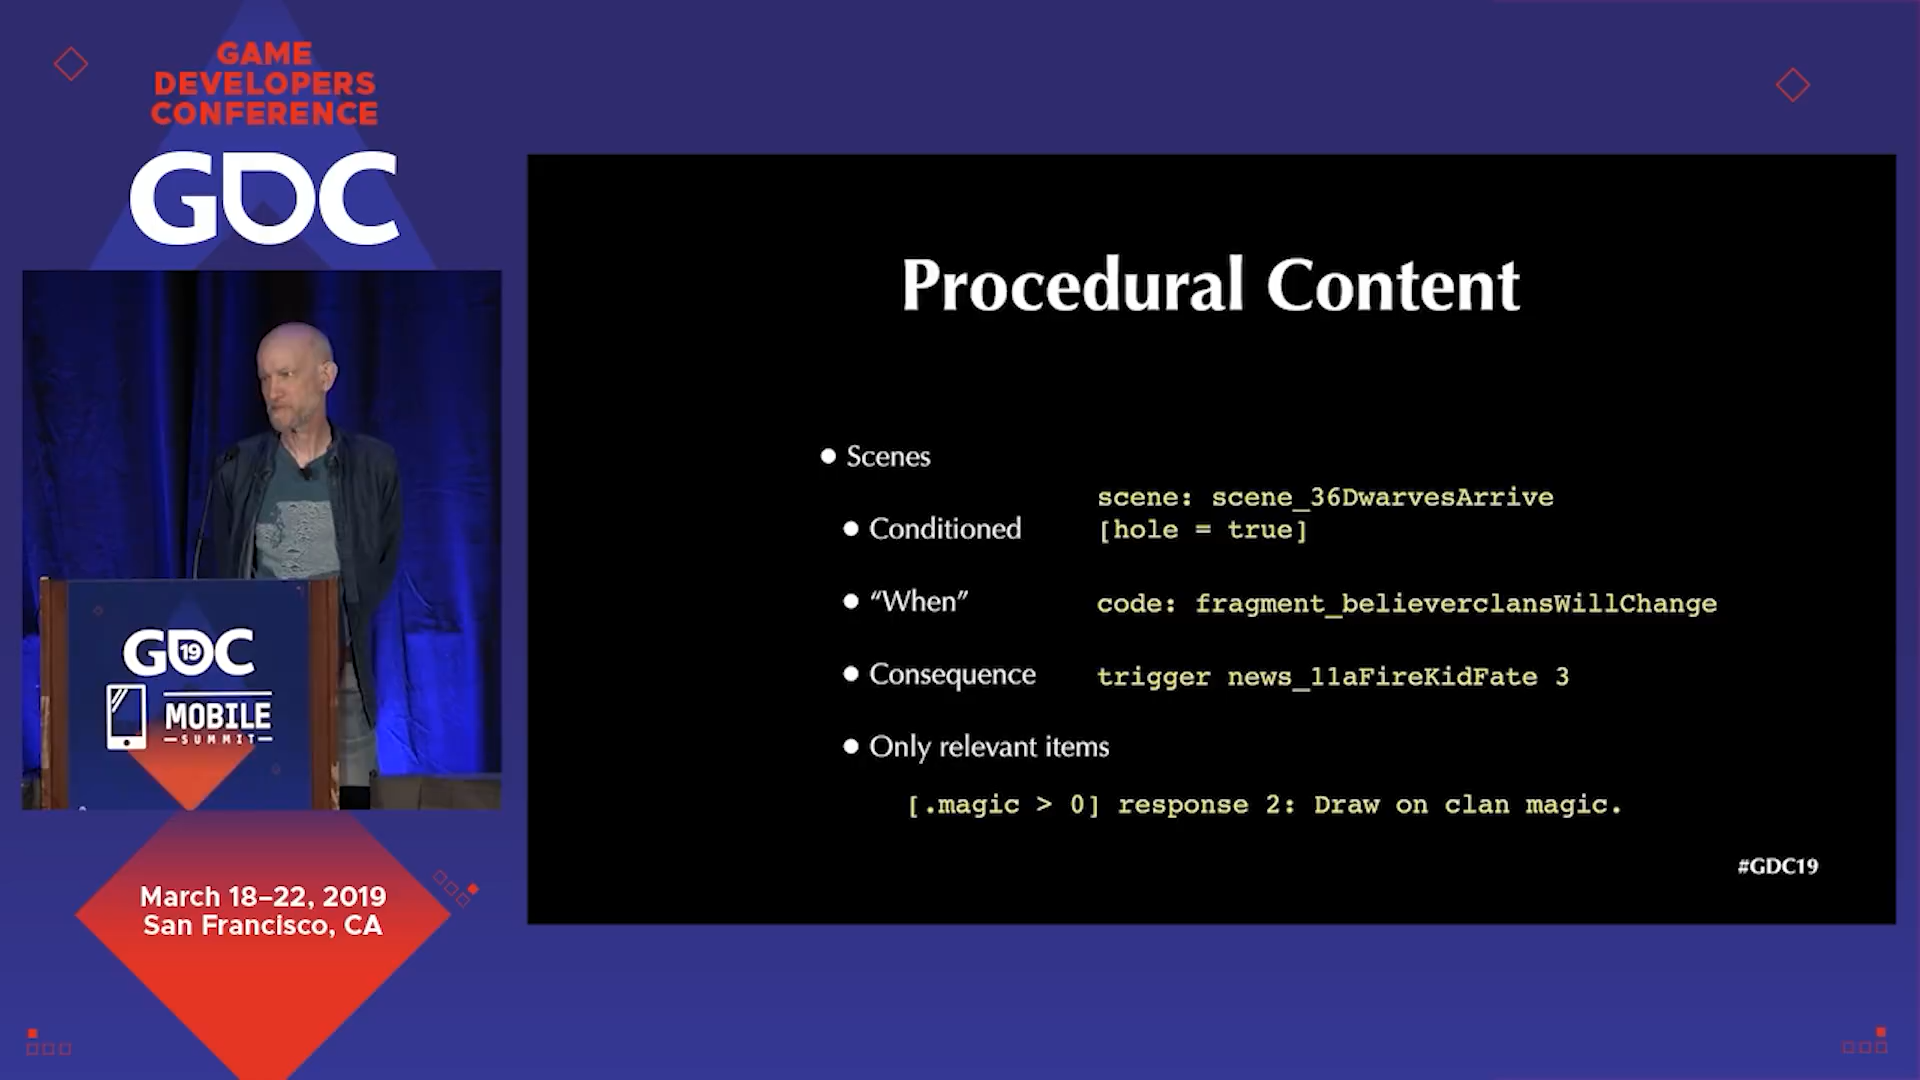 GAME
DEVELOPERS
CONFERENCE
GDC
GDC
19
MOBILE
SUMMIT
March 18–22, 2019
San Francisco, CA
Procedural Content
Scenes
Conditioned
scene: scene_36DwarvesArrive
[hole = true]
“When”
code: fragment_believerclansWillChange
Consequence
trigger news_11aFireKidFate 3
Only relevant items
[.magic > 0] response 2: Draw on clan magic.
#GDC19